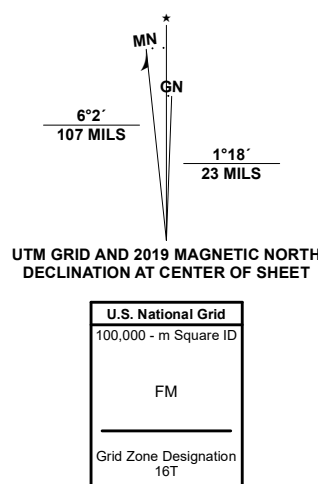 MN
GN
6°2´
107 MILS
1°18´
23 MILS
UTM GRID AND 2019 MAGNETIC NORTH
DECLINATION AT CENTER OF SHEET
U.S. National Grid
100,000 - m Square ID
FM
Grid Zone Designation
16T